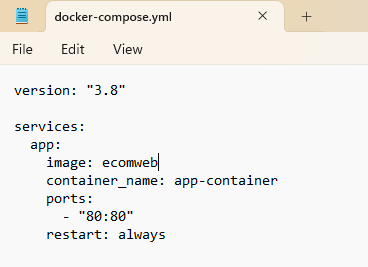 docker-compose.yml
File Edit View
version: "3.8"
services:
  app:
    image: ecomweb
    container_name: app-container
    ports:
      - "80:80"
    restart: always